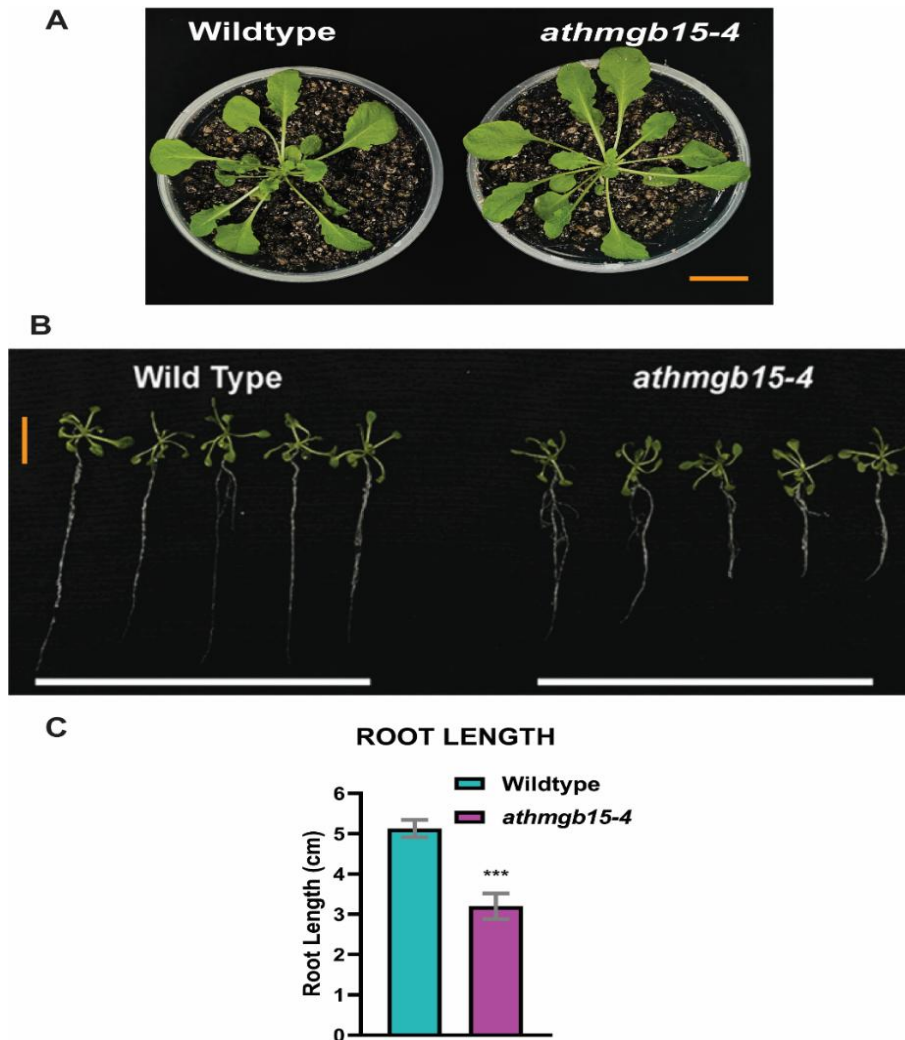 A
Wildtype
athmgb15-4
B
Wild Type
athmgb15-4
C
ROOT LENGTH
Wildtype
athmgb15-4
Root Length (cm)
6
5
4
3
2
1
0
***